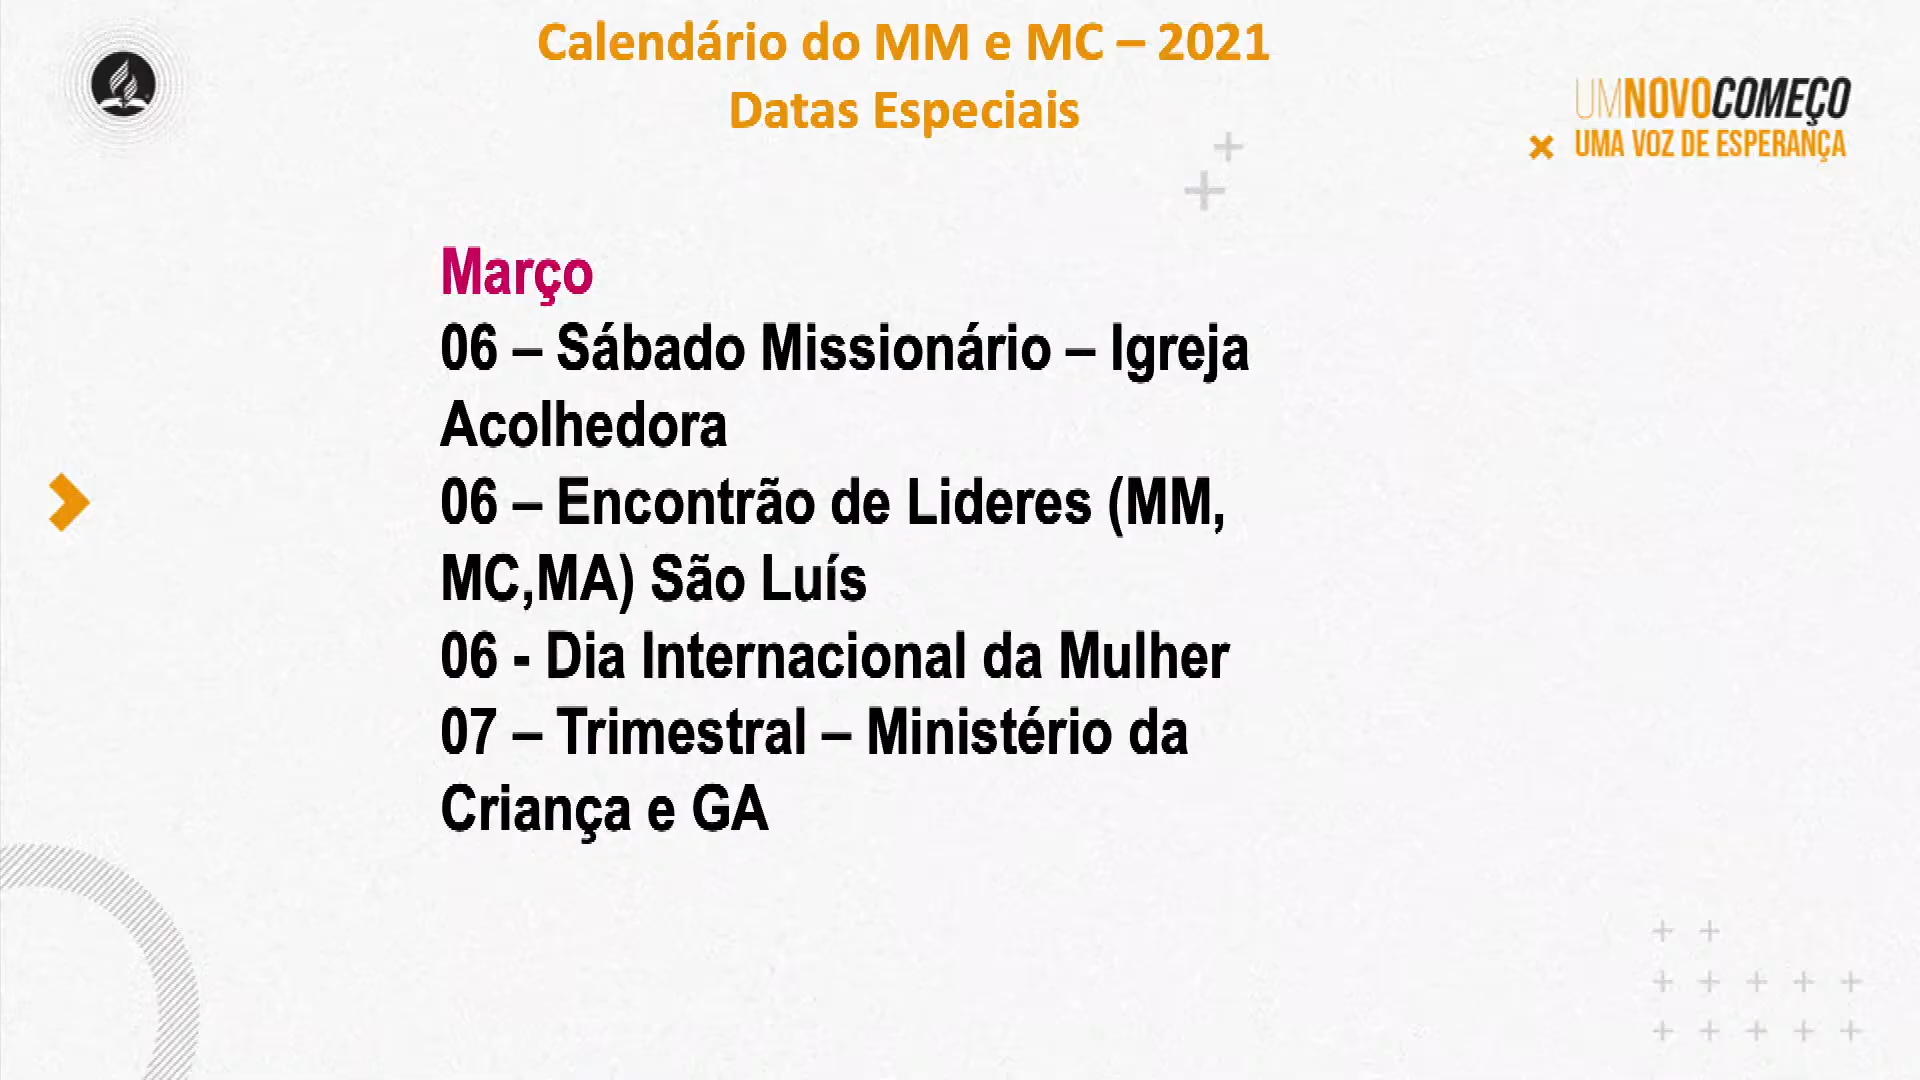 Calendário do MM e MC – 2021
Datas Especiais
UMNOVOCOMEÇO
UMA VOZ DE ESPERANÇA
Março
06 – Sábado Missionário – Igreja
Acolhedora
06 – Encontrão de Lideres (MM,
MC,MA) São Luís
06 - Dia Internacional da Mulher
07 – Trimestral – Ministério da
Criança e GA